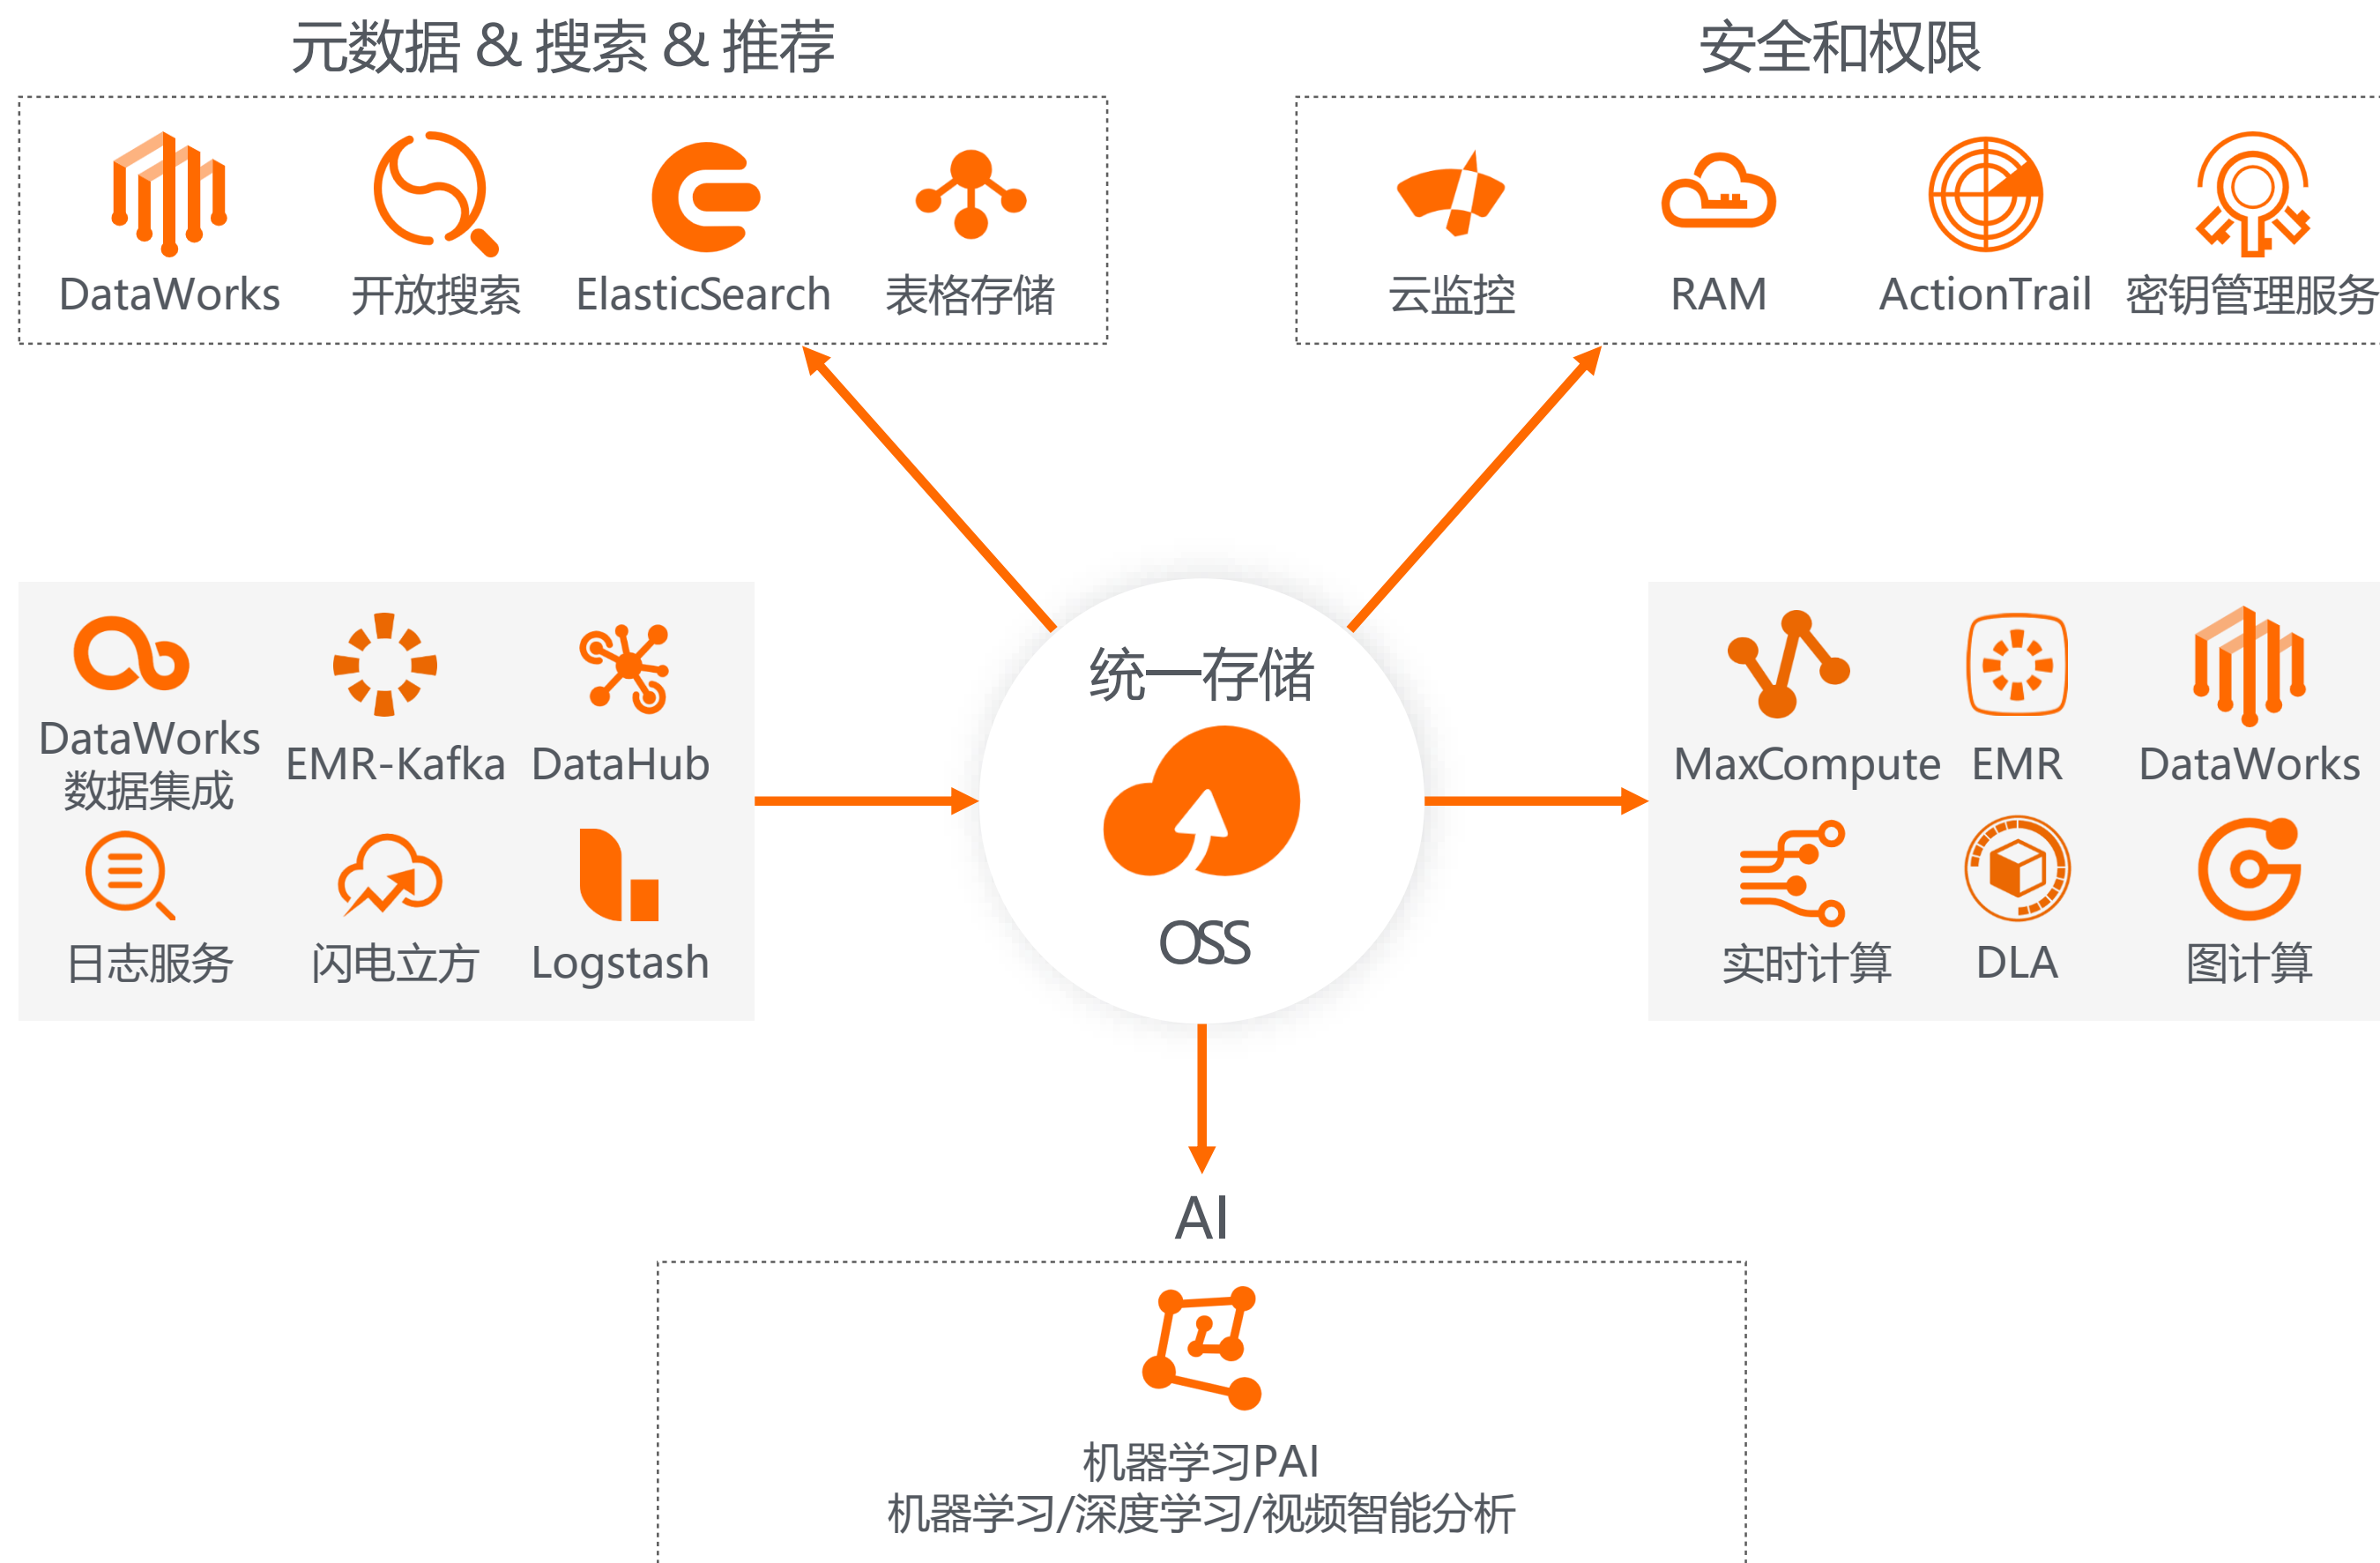 元数据 & 搜索 & 推荐
安全和权限
DataWorks
开放搜索
ElasticSearch
表格存储
云监控
RAM
ActionTrail
密钥管理服务
DataWorks
数据集成
EMR-Kafka
DataHub
日志服务
闪电立方
Logstash
统一存储
OSS
MaxCompute
EMR
DataWorks
实时计算
DLA
图计算
AI
机器学习PAI
机器学习/深度学习/视频智能分析